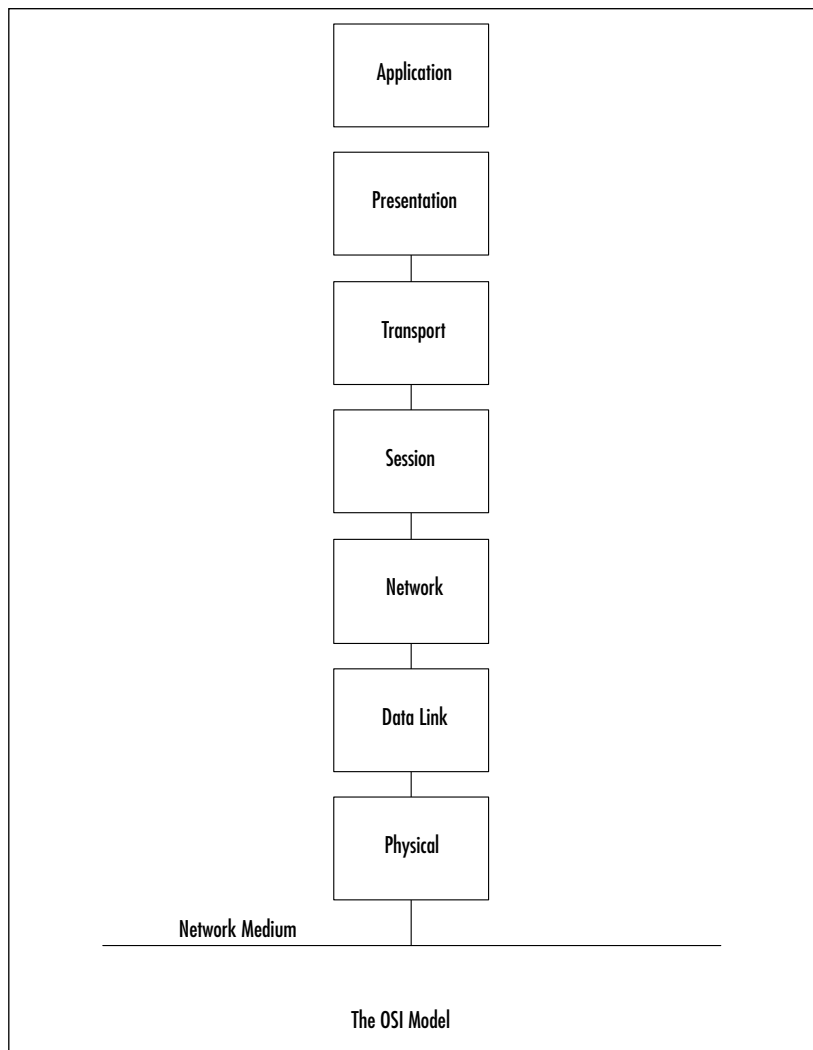 Application
Presentation
Transport
Session
Network
Data Link
Physical
Network Medium
The OSI Model